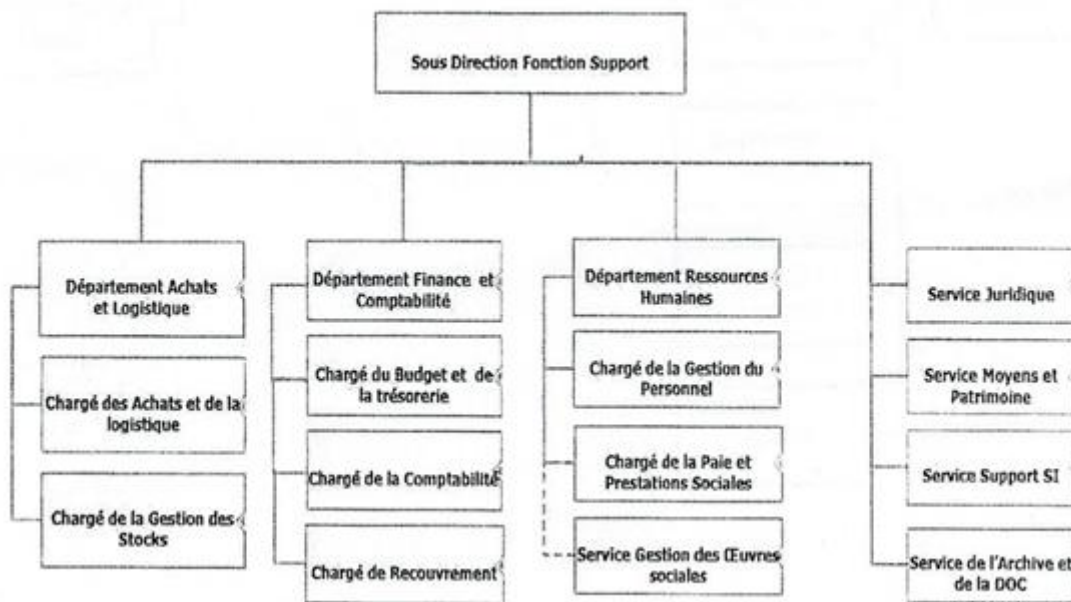 Sous Direction Fonction Support
Département Achats
et Logistique
Chargé des Achats et de la
logistique
Chargé de la Gestion des
Stocks
Département Finance et
Comptabilité
Chargé du Budget et de
la trésorerie
Chargé de la Comptabilité
Chargé de Recouvrement
Département Ressources
Humaines
Chargé de la Gestion du
Personnel
Chargé de la Paie et
Prestations Sociales
Service Gestion des Œuvres
sociales
Service Juridique
Service Moyens et
Patrimoine
Service Support SI
Service de l'Archive et
de la DOC